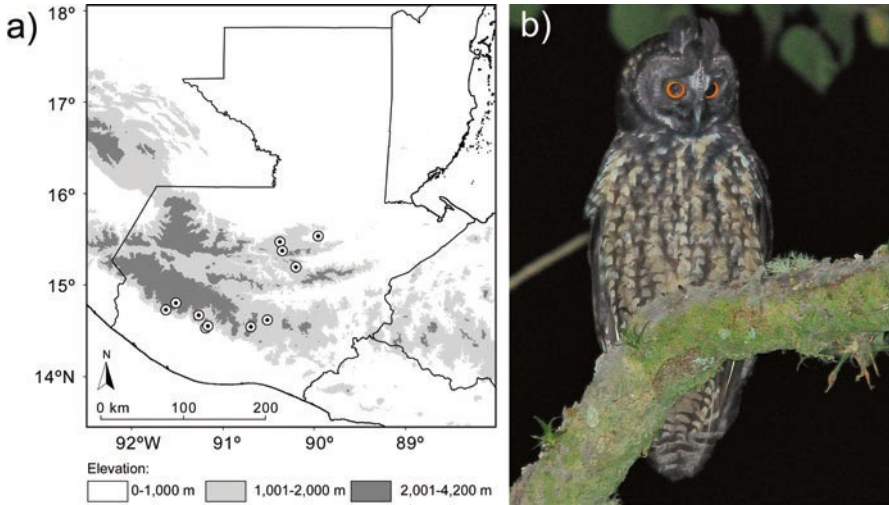 a)
b)
18º
17º
16º
15º
14ºN
N
0 km 100 200
92ºW 91º 90º 89º
Elevation:
0-1,000 m 1,001-2,000 m 2,001-4,200 m